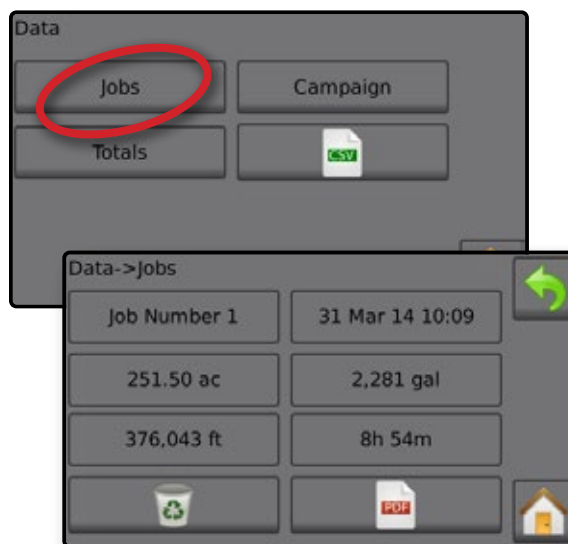 Data
Jobs Campaign
Totals CSV
Data->Jobs
Job Number 1 31 Mar 14 10:09
251.50 ac 2,281 gal
376,043 ft 8h 54m
PDF